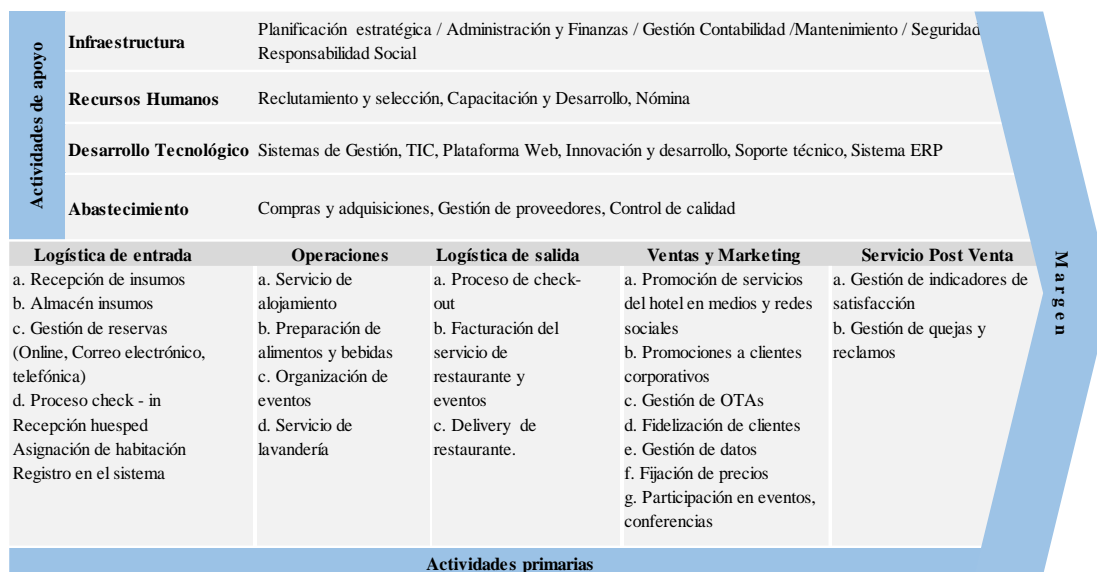 Actividades de apoyo
Infraestructura
Planificación estratégica / Administración y Finanzas / Gestión Contabilidad /Mantenimiento / Seguridad
Responsabilidad Social
Recursos Humanos
Reclutamiento y selección, Capacitación y Desarrollo, Nómina
Desarrollo Tecnológico
Sistemas de Gestión, TIC, Plataforma Web, Innovación y desarrollo, Soporte técnico, Sistema ERP
Abastecimiento
Compras y adquisiciones, Gestión de proveedores, Control de calidad
Logística de entrada
a. Recepción de insumos
b. Almacén insumos
c. Gestión de reservas
(Online, Correo electrónico,
telefónica)
d. Proceso check - in
Recepción huesped
Asignación de habitación
Registro en el sistema
Operaciones
a. Servicio de
alojamiento
b. Preparación de
alimentos y bebidas
c. Organización de
eventos
d. Servicio de
lavandería
Logística de salida
a. Proceso de check-
out
b. Facturación del
servicio de
restaurante y
eventos
c. Delivery de
restaurante.
Ventas y Marketing
a. Promoción de servicios
del hotel en medios y redes
sociales
b. Promociones a clientes
corporativos
c. Gestión de OTAs
d. Fidelización de clientes
e. Gestión de datos
f. Fijación de precios
g. Participación en eventos,
conferencias
Servicio Post Venta
a. Gestión de indicadores de
satisfacción
b. Gestión de quejas y
reclamos
Margen
Actividades primarias